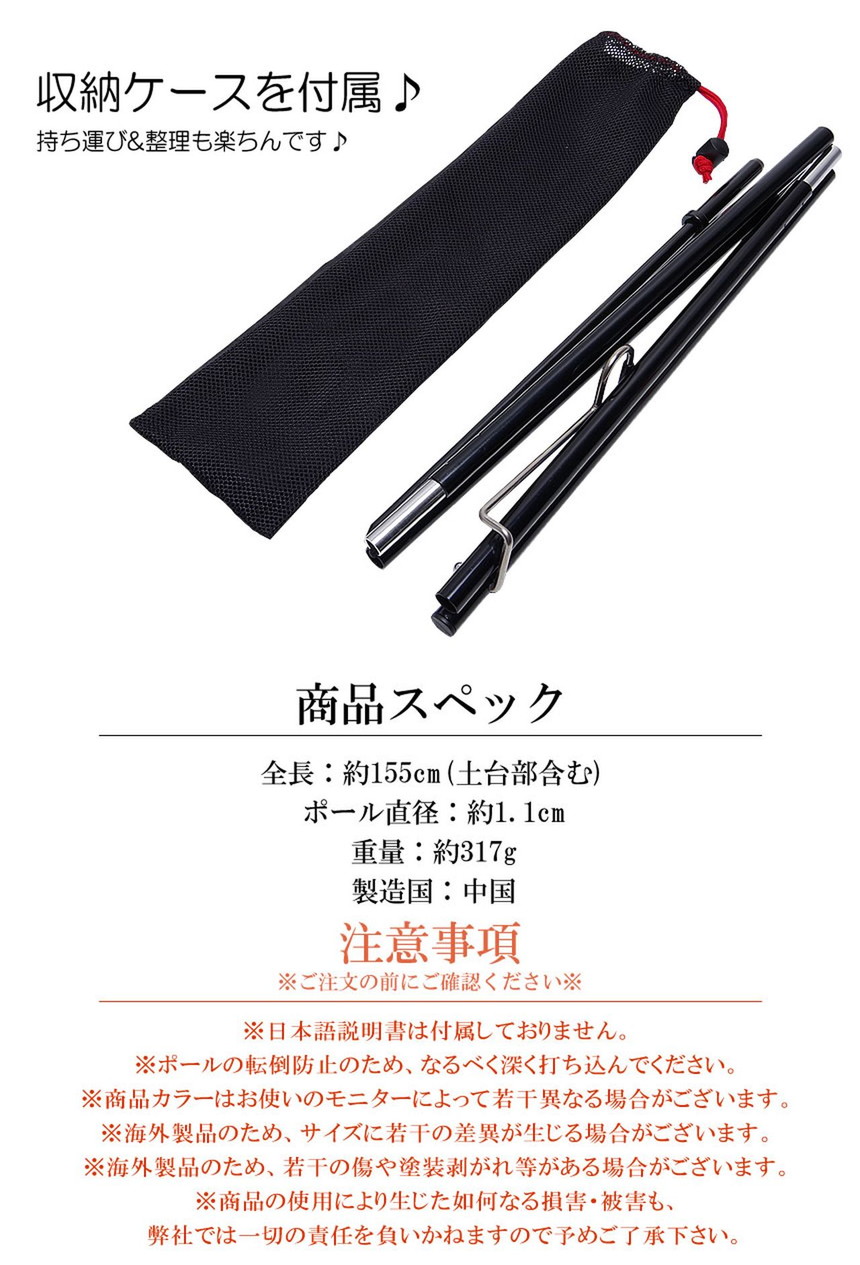 収納ケースを付属♪
持ち運び&整理も楽ちんです♪
商品スペック
全長：約155cm(土台部含む)
ポール直径：約1.1cm
重量：約317g
製造国：中国
注意事項
※ご注文の前にご確認ください※
※日本語説明書は付属しておりません。
※ポールの転倒防止のため、なるべく深く打ち込んでください。
※商品カラーはお使いのモニターによって若干異なる場合がございます。
※海外製品のため、サイズに若干の差異が生じる場合がございます。
※海外製品のため、若干の傷や塗装剥がれ等がある場合がございます。
※商品の使用により生じた如何なる損害・被害も、
弊社では一切の責任を負いかねますので予めご了承下さい。